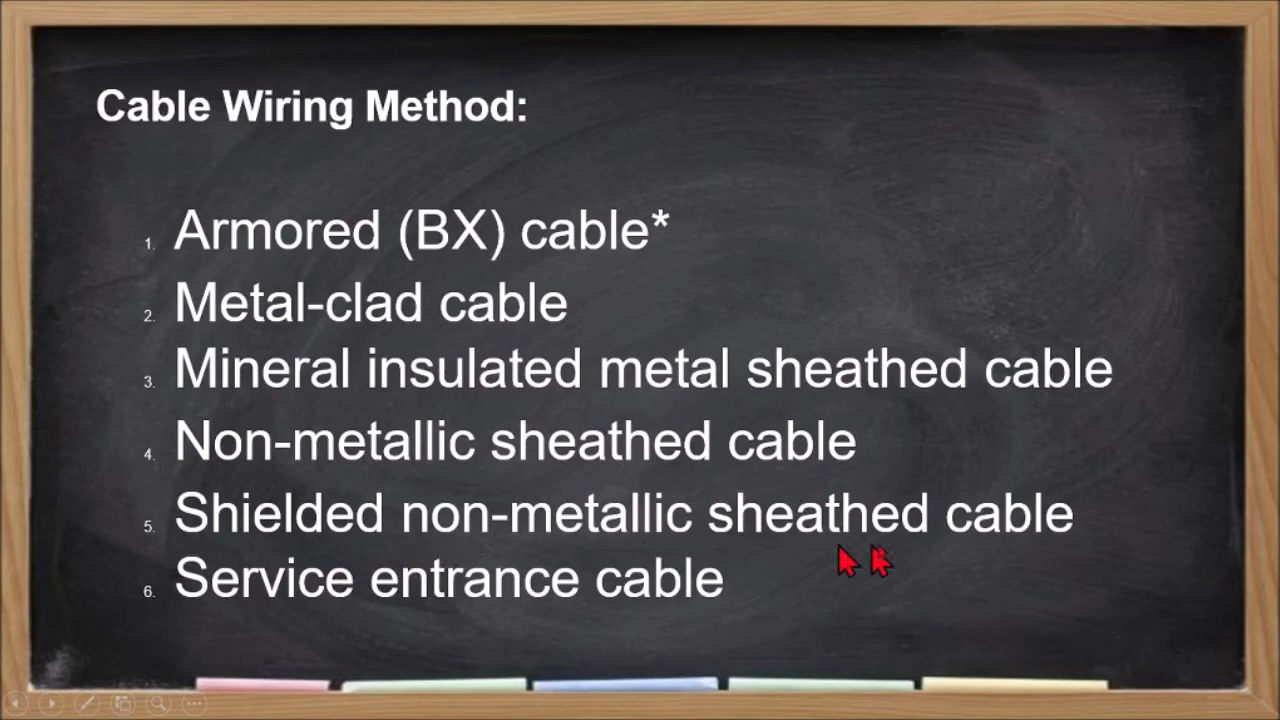 Cable Wiring Method:
1. Armored (BX) cable*
2. Metal-clad cable
3. Mineral insulated metal sheathed cable
4. Non-metallic sheathed cable
5. Shielded non-metallic sheathed cable
6. Service entrance cable